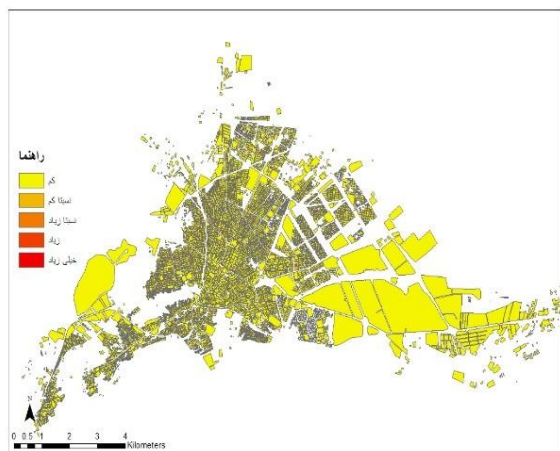 راهنما
کم
نسبتا کم
نسبتا زیاد
زیاد
خیلی زیاد
N
0 0.5 1 2 3 4
Kilometers